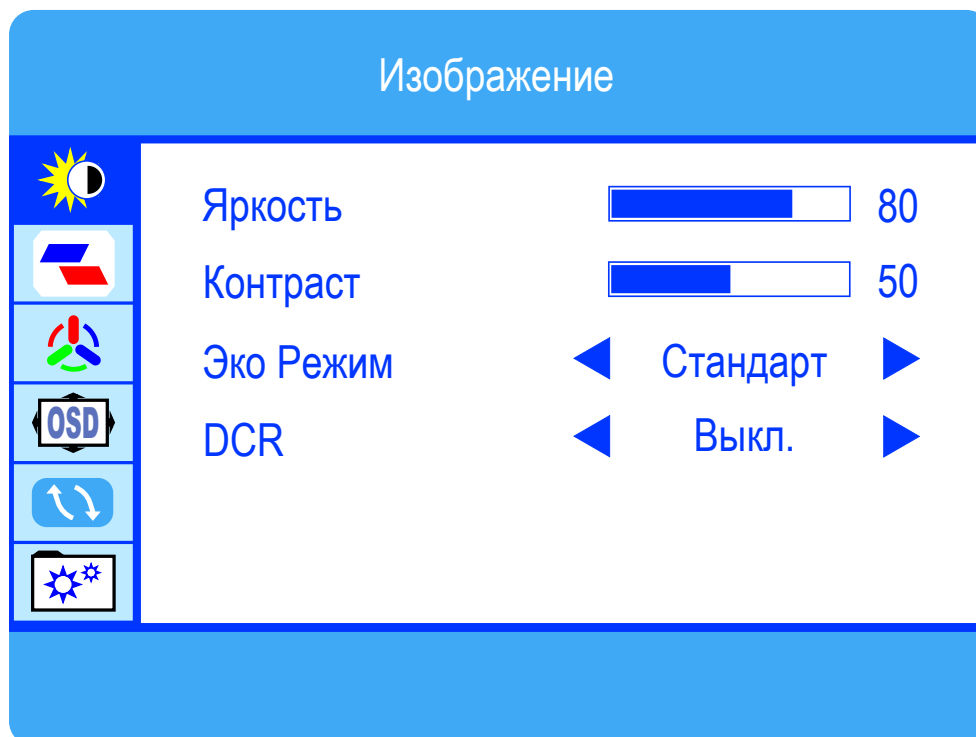 Изображение
Яркость 80
Контраст 50
Эко Режим Стандарт
DCR Выкл.
OSD